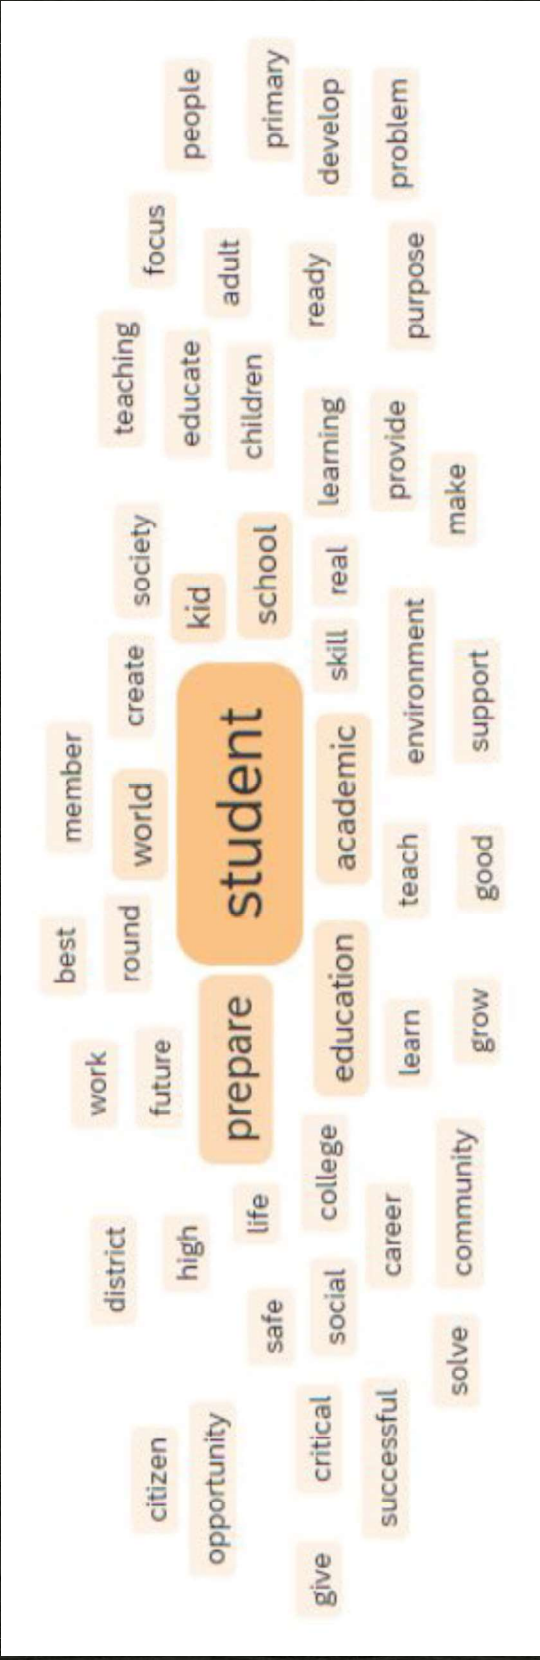 best
member
district
work
round
world
create
society
teaching
citizen
future
focus
high
kid
educate
people
opportunity
prepare
student
adult
safe
life
school
children
primary
give
critical
social
college
education
academic
skill
real
learning
ready
develop
successful
career
learn
teach
environment
provide
purpose
problem
solve
community
grow
good
support
make